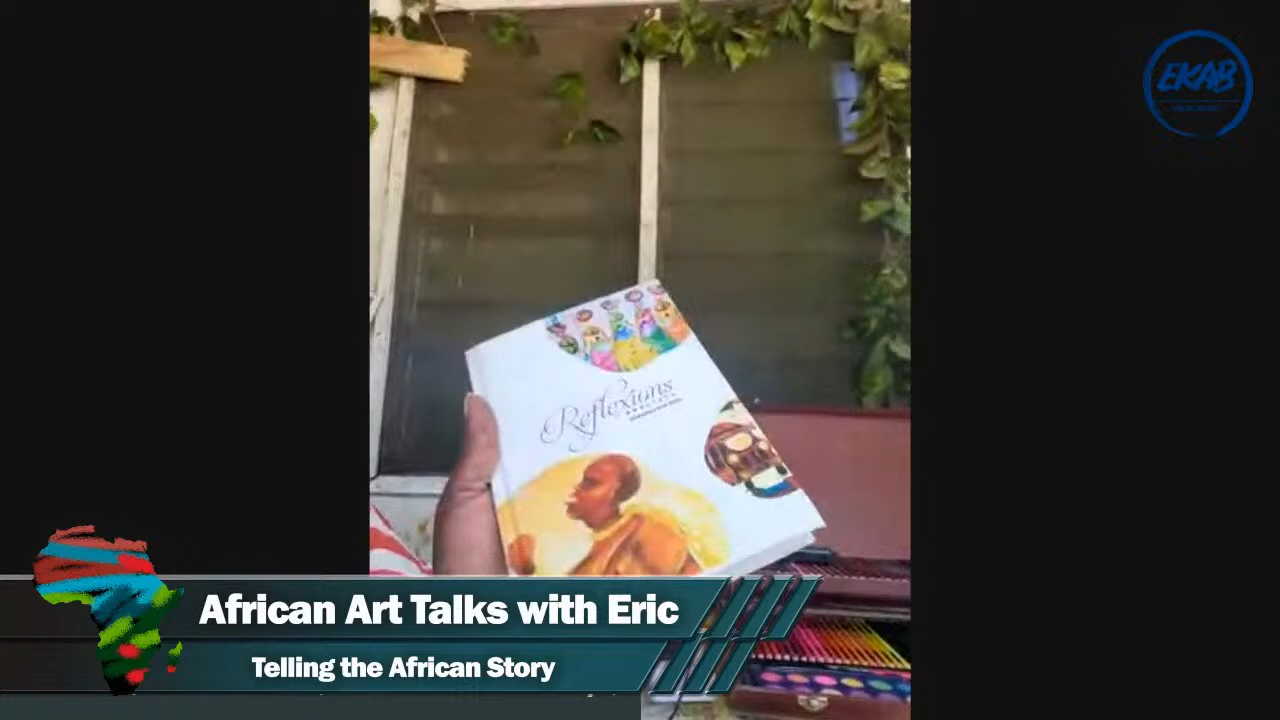 EKAB
Reflexions
African Art Talks with Eric
Telling the African Story